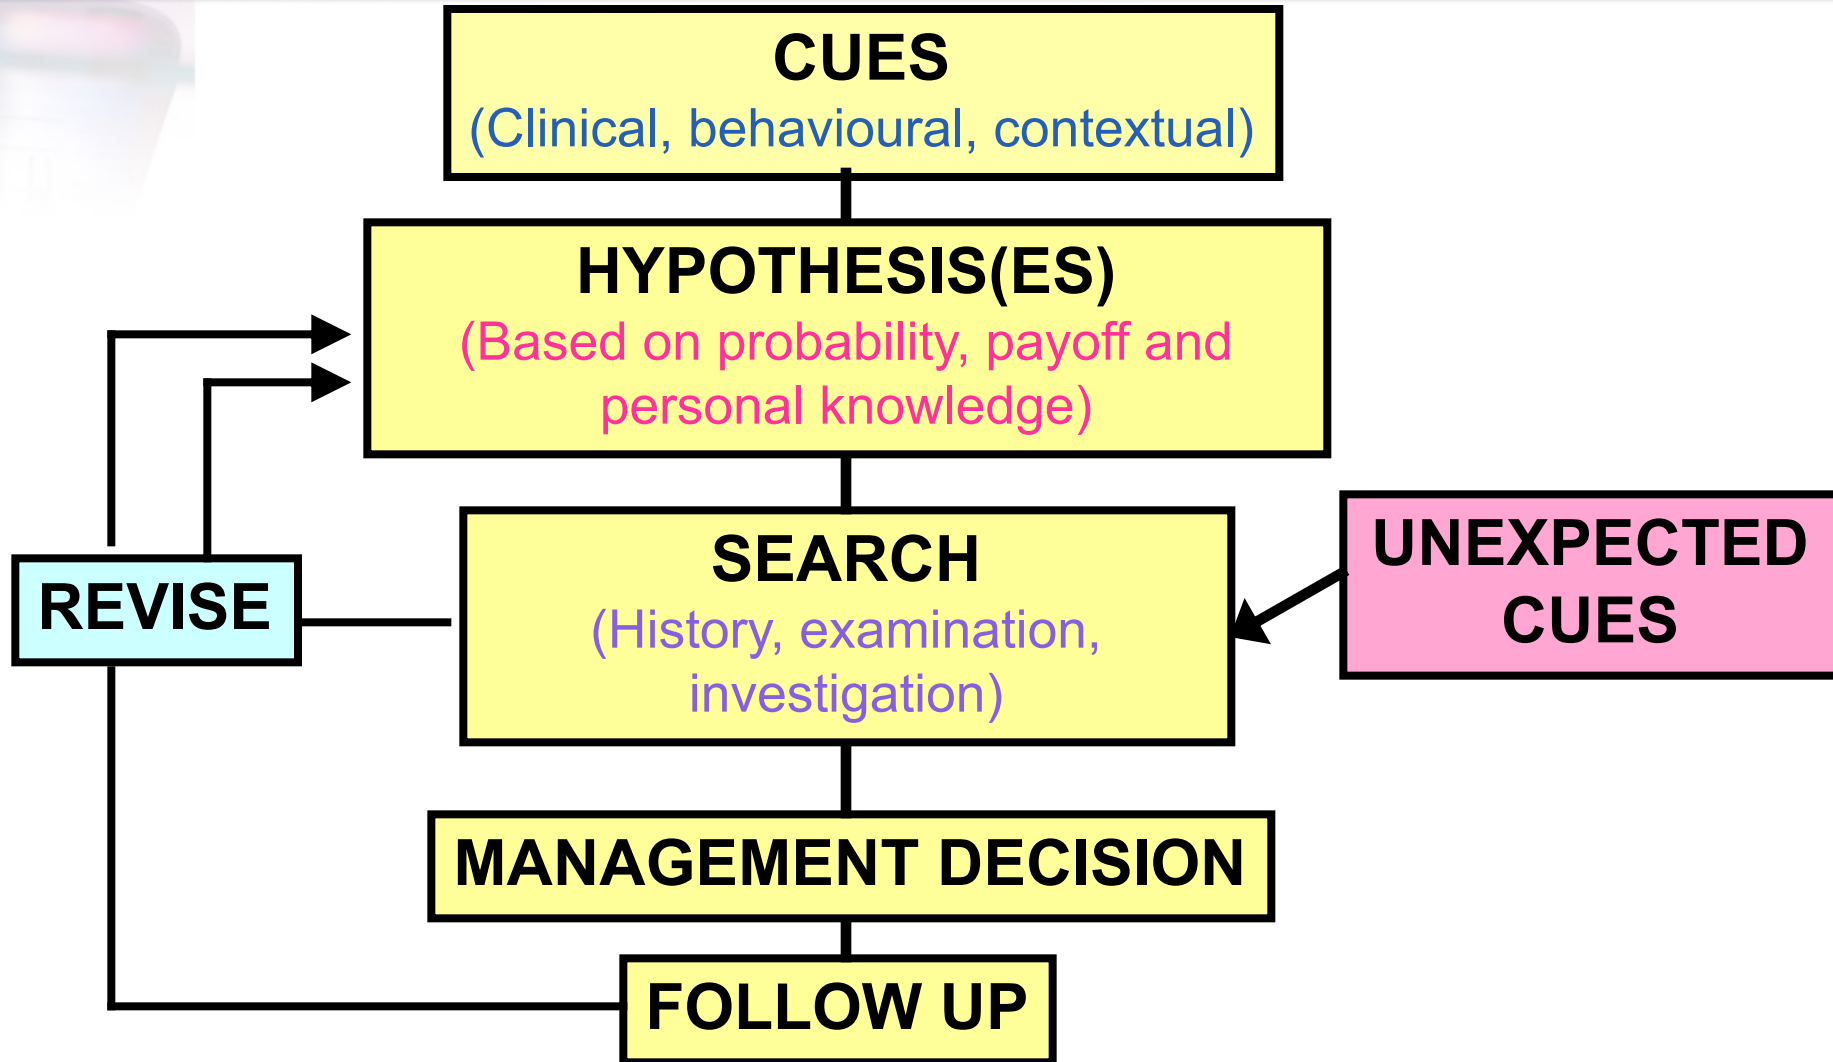 CUES
(Clinical, behavioural, contextual)
HYPOTHESIS(ES)
(Based on probability, payoff and
personal knowledge)
SEARCH
(History, examination,
investigation)
UNEXPECTED
CUES
REVISE
MANAGEMENT DECISION
FOLLOW UP